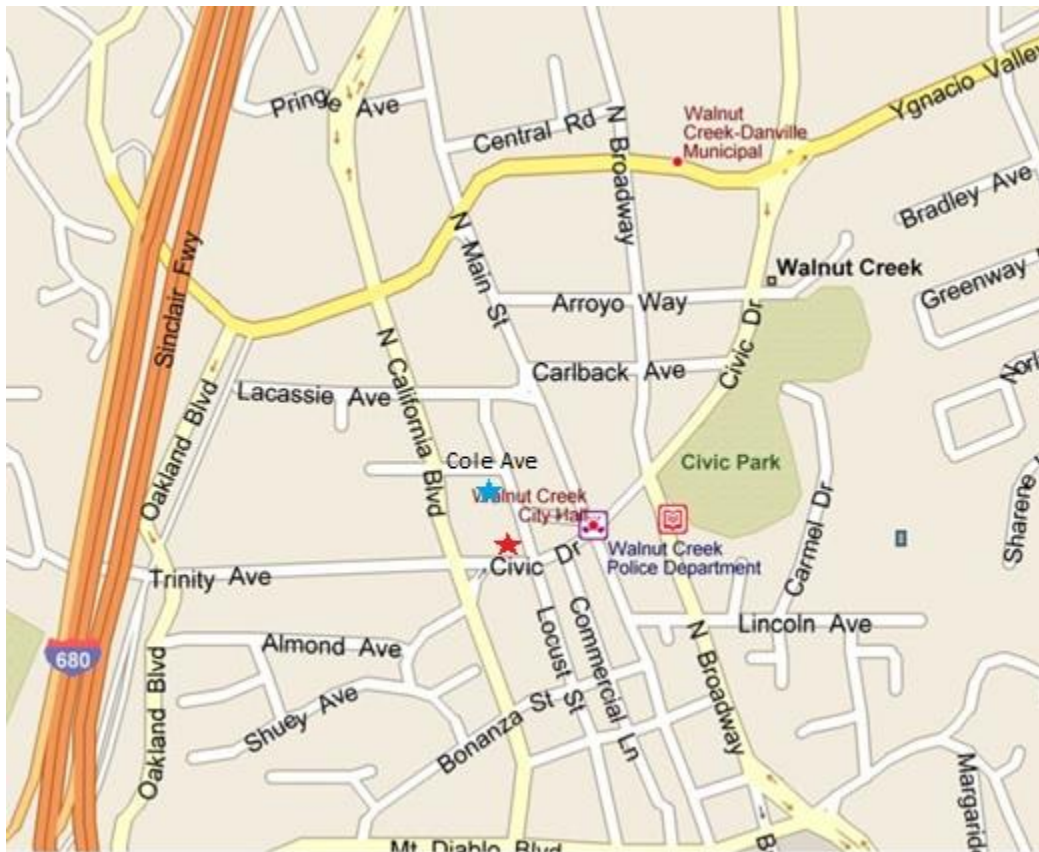 Pringle Ave
Central Rd
N Broadway
Walnut
Creek-Danville
Municipal
Ygnacio Valley
Bradley Ave
Sinclair Fwy
N Main St
Walnut Creek
Greenway
Arroyo Way
Civic Dr
N California Blvd
Carlback Ave
Lacassie Ave
Oakland Blvd
Cole Ave
Civic Park
Walnut Creek
City Hall
Carmel Dr
Sharene
Walnut Creek
Police Department
Civic Dr
Trinity Ave
Locust St
Commercial Ln
Lincoln Ave
N Broadway
Almond Ave
680
Oakland Blvd
Shuey Ave
Bonanza St
Mt Diablo Blvd